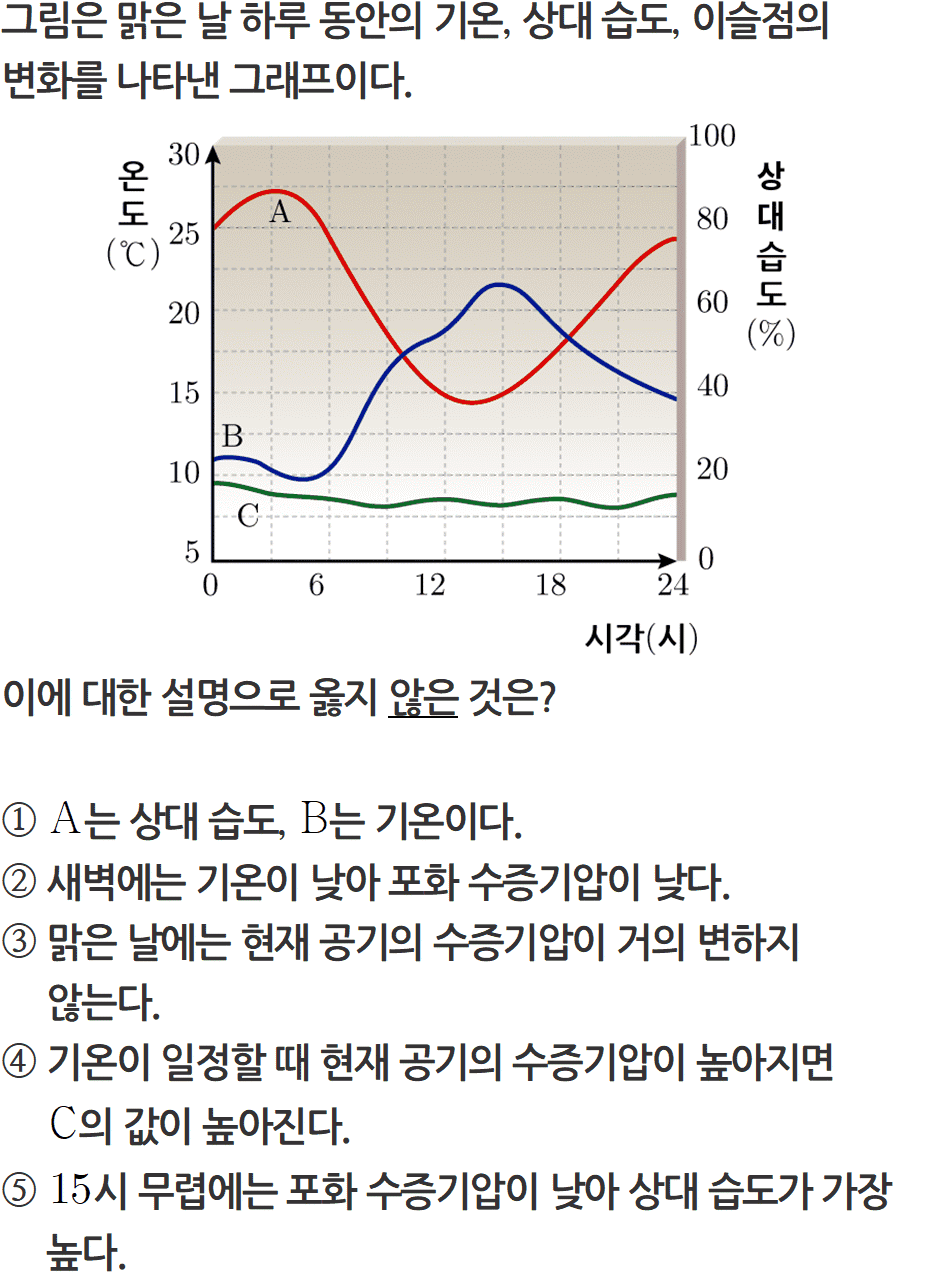 그림은 맑은 날 하루 동안의 기온, 상대 습도, 이슬점의
변화를 나타낸 그래프이다.
온도(℃)
30
25
20
15
10
5
A
B
C
상대습도(%)
100
80
60
40
20
0
0 6 12 18 24
시각(시)
이에 대한 설명으로 옳지 않은 것은?
① A는 상대 습도, B는 기온이다.
② 새벽에는 기온이 낮아 포화 수증기압이 낮다.
③ 맑은 날에는 현재 공기의 수증기압이 거의 변하지
않는다.
④ 기온이 일정할 때 현재 공기의 수증기압이 높아지면
C의 값이 높아진다.
⑤ 15시 무렵에는 포화 수증기압이 낮아 상대 습도가 가장
높다.